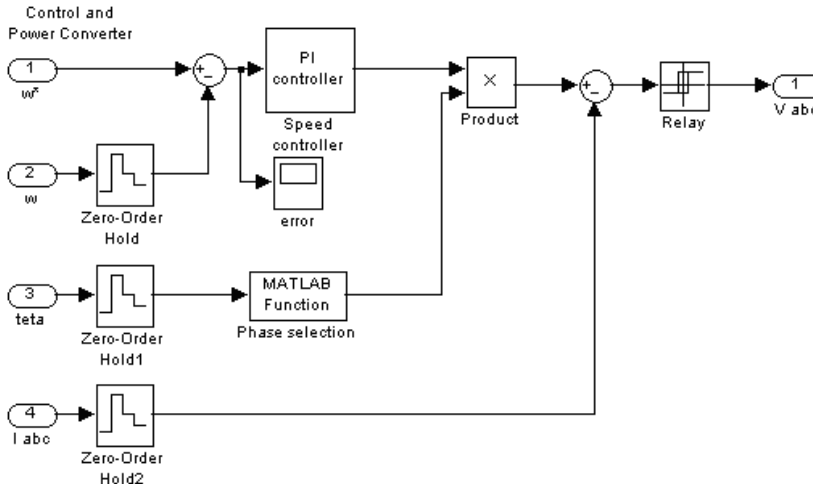 Control and
Power Converter
1
w*
PI
controller
Speed
controller
×
Product
Relay
1
V abc
2
w
Zero-Order
Hold
error
3
teta
Zero-Order
Hold1
MATLAB
Function
Phase selection
4
I abc
Zero-Order
Hold2